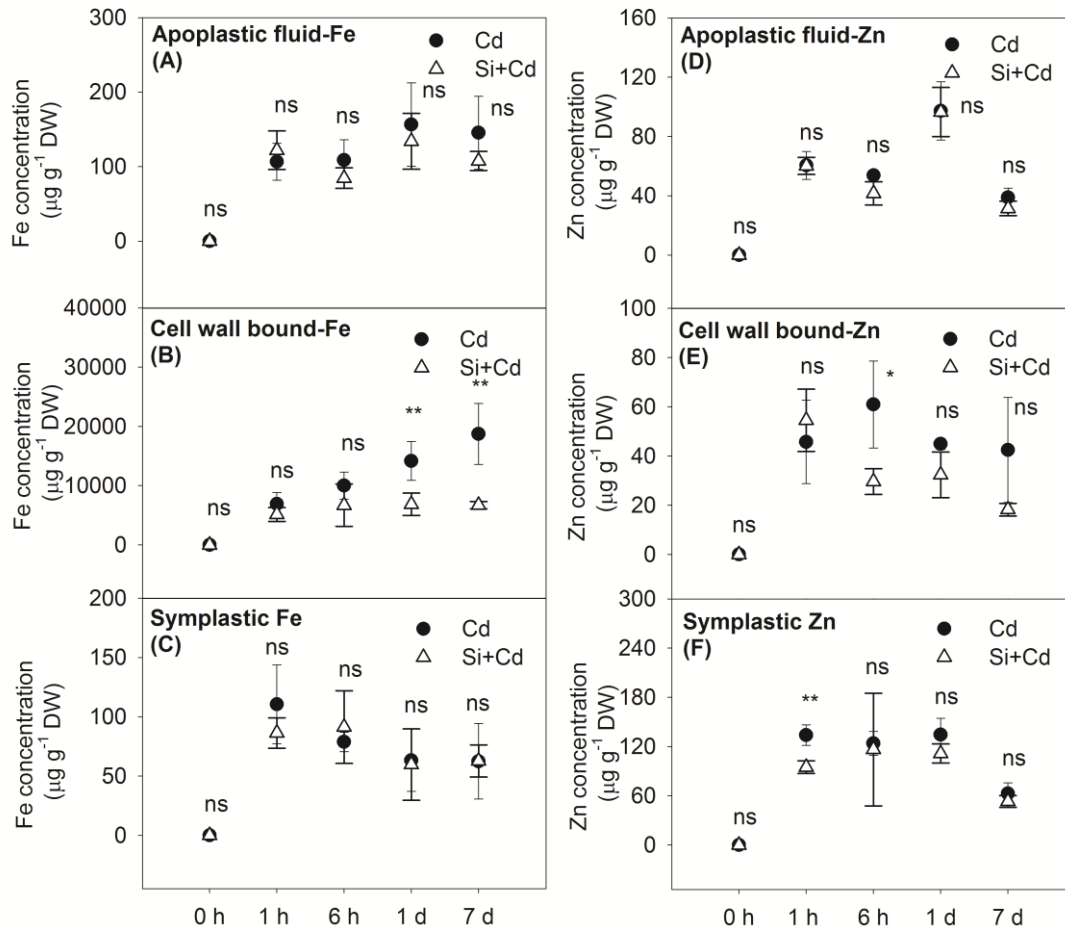 Apoplastic fluid-Fe
(A)
Cd
Si+Cd
Fe concentration
(µg g⁻¹ DW)
300
200
100
0
ns
ns
ns
ns
ns
Cell wall bound-Fe
(B)
Cd
Si+Cd
Fe concentration
(µg g⁻¹ DW)
40000
30000
20000
10000
0
ns
ns
ns
**
**
Symplastic Fe
(C)
Cd
Si+Cd
Fe concentration
(µg g⁻¹ DW)
200
150
100
50
0
ns
ns
ns
ns
ns
0 h 1 h 6 h 1 d 7 d
Apoplastic fluid-Zn
(D)
Cd
Si+Cd
Zn concentration
(µg g⁻¹ DW)
160
120
80
40
0
ns
ns
ns
ns
ns
Cell wall bound-Zn
(E)
Cd
Si+Cd
Zn concentration
(µg g⁻¹ DW)
100
80
60
40
20
0
ns
ns
*
ns
ns
Symplastic Zn
(F)
Cd
Si+Cd
Zn concentration
(µg g⁻¹ DW)
300
240
180
120
60
0
ns
**
ns
ns
ns
0 h 1 h 6 h 1 d 7 d